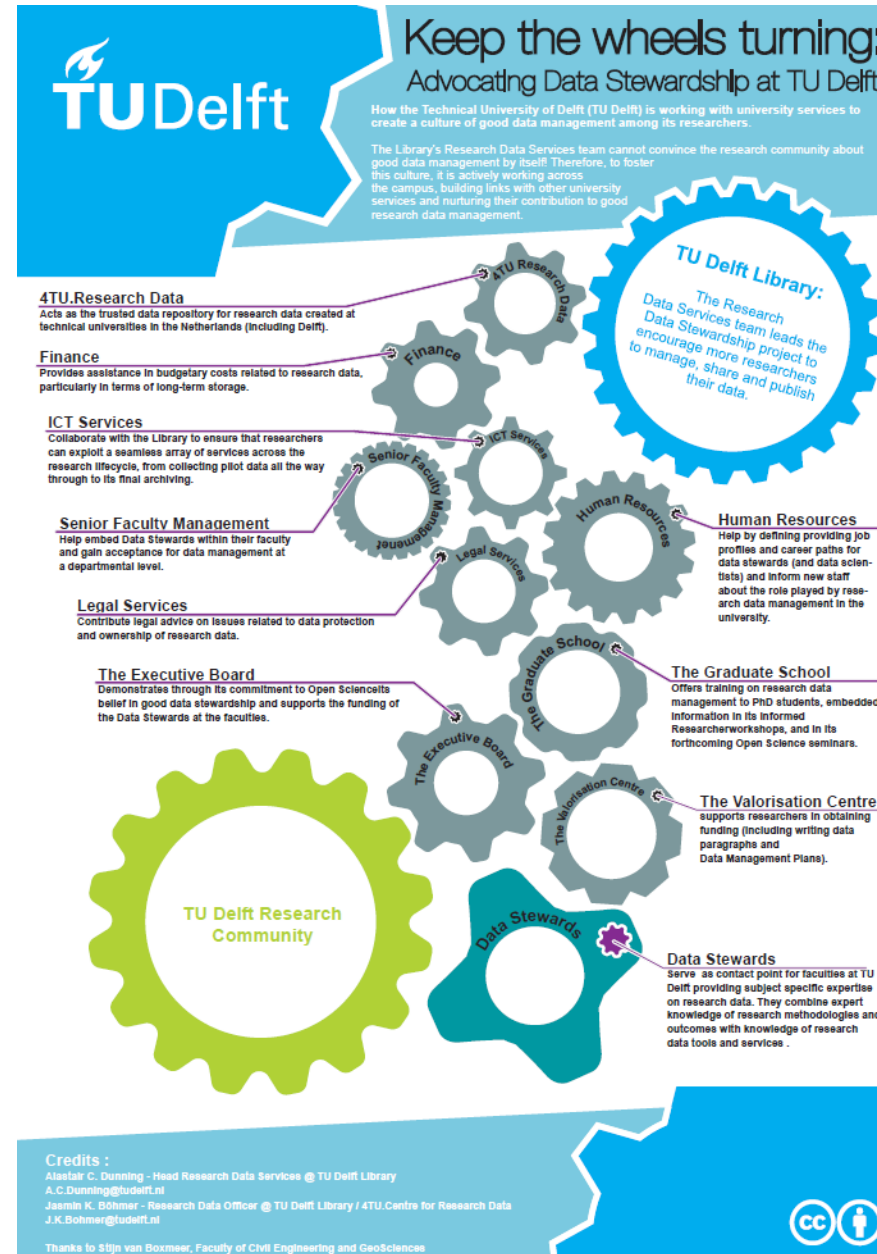 TUDelft
Keep the wheels turning:
Advocating Data Stewardship at TU Delft
How the Technical University of Delft (TU Delft) is working with university services to
create a culture of good data management among its researchers.
The Library's Research Data Services team cannot convince the research community about
good data management by itself! Therefore, to foster
this culture, it is actively working across
the campus, building links with other university
services and nurturing their contribution to good
research data management.
TU Delft Library:
The Research
Data Services team leads the
Data Stewardship project to
encourage more researchers
to manage, share and publish
their data.
4TU Research Data
4TU.Research Data
Acts as the trusted data repository for research data created at
technical universities in the Netherlands (including Delft).
Finance
Finance
Provides assistance in budgetary costs related to research data,
particularly in terms of long-term storage.
ICT Services
ICT Services
Collaborate with the Library to ensure that researchers
can exploit a seamless array of services across the
research lifecycle, from collecting pilot data all the way
through to its final archiving.
Senior Faculty Managemenet
Senior Faculty Management
Help embed Data Stewards within their faculty
and gain acceptance for data management at
a departmental level.
Human Resources
Human Resources
Help by defining providing job
profiles and career paths for
data stewards (and data scien-
tists) and inform new staff
about the role played by rese-
arch data management in the
university.
Legal Services
Legal Services
Contribute legal advice on issues related to data protection
and ownership of research data.
The Graduate School
The Graduate School
Offers training on research data
management to PhD students, embedded
information in its Informed
Researcherworkshops, and in its
forthcoming Open Science seminars.
The Executive Board
Demonstrates through its commitment to Open Scienceits
belief in good data stewardship and supports the funding of
the Data Stewards at the faculties.
The Executive Board
The Valorisation Centre
The Valorisation Centre
supports researchers in obtaining
funding (including writing data
paragraphs and
Data Management Plans).
TU Delft Research
Community
Data Stewards
Data Stewards
Serve as contact point for faculties at TU
Delft providing subject specific expertise
on research data. They combine expert
knowledge of research methodologies and
outcomes with knowledge of research
data tools and services .
Credits :
Alastair C. Dunning - Head Research Data Services @ TU Delft Library
A.C.Dunning@tudelft.nl
Jasmin K. Böhmer - Research Data Officer @ TU Delft Library / 4TU.Centre for Research Data
J.K.Bohmer@tudelft.nl
Thanks to Stijn van Boxmeer, Faculty of Civil Engineering and GeoSciences
cc